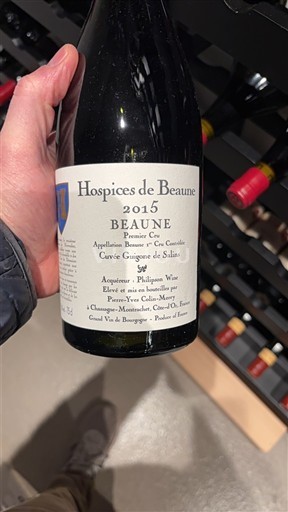 Hospices de Beaune
2015
BEAUNE
Premier Cru
Appellation Beaune 1er Cru Contrôlée
Cuvée Guigone de Salins
Acquéreur : Philipson Wine
Elevé et mis en bouteilles par
Pierre-Yves Colin-Morey
à Chassagne-Montrachet, Côte-d'Or, France
Grand Vin de Bourgogne - Produce of France